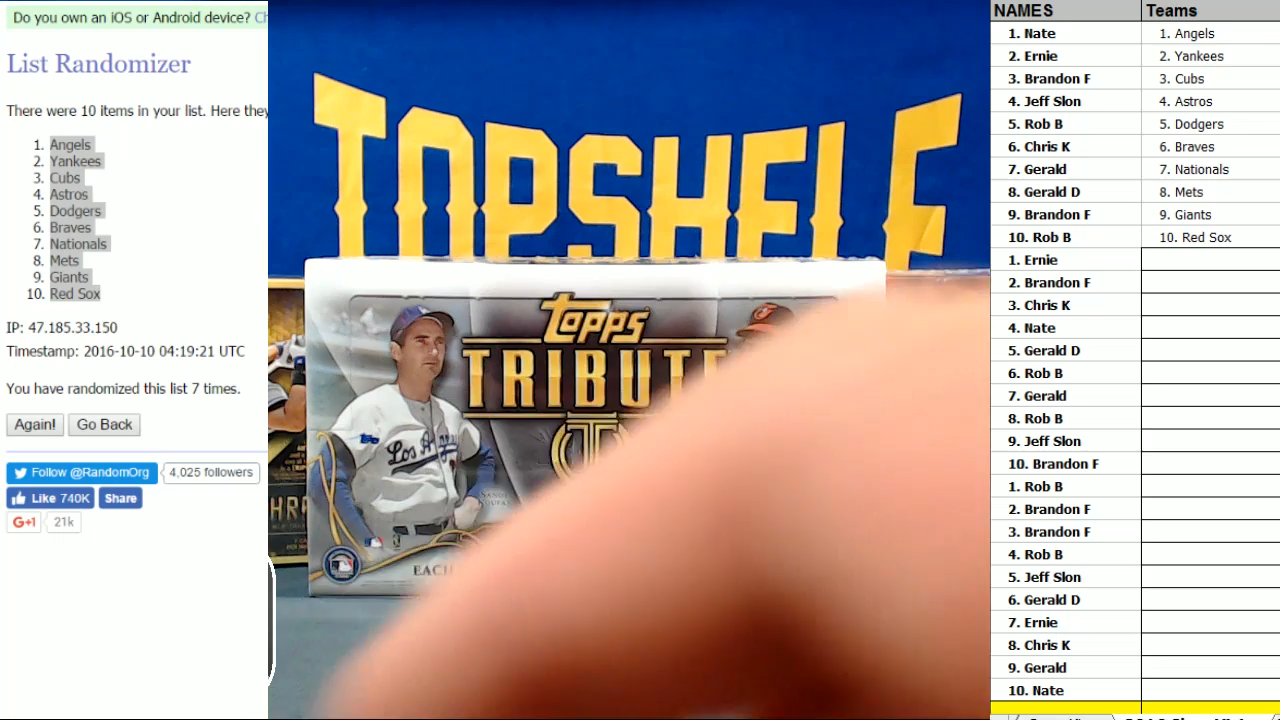 Do you own an iOS or Android device?
List Randomizer
There were 10 items in your list. Here they
1. Angels
2. Yankees
3. Cubs
4. Astros
5. Dodgers
6. Braves
7. Nationals
8. Mets
9. Giants
10. Red Sox
IP: 47.185.33.150
Timestamp: 2016-10-10 04:19:21 UTC
You have randomized this list 7 times.
Again! Go Back
Follow @RandomOrg 4,025 followers
Like 740K Share
G+1 21k
TOPSHELF
Topps
TRIBUTE
Los Angeles
SANDY
KOUFAX
EACH
NAMES Teams
1. Nate 1. Angels
2. Ernie 2. Yankees
3. Brandon F 3. Cubs
4. Jeff Slon 4. Astros
5. Rob B 5. Dodgers
6. Chris K 6. Braves
7. Gerald 7. Nationals
8. Gerald D 8. Mets
9. Brandon F 9. Giants
10. Rob B 10. Red Sox
1. Ernie
2. Brandon F
3. Chris K
4. Nate
5. Gerald D
6. Rob B
7. Gerald
8. Rob B
9. Jeff Slon
10. Brandon F
1. Rob B
2. Brandon F
3. Brandon F
4. Rob B
5. Jeff Slon
6. Gerald D
7. Ernie
8. Chris K
9. Gerald
10. Nate